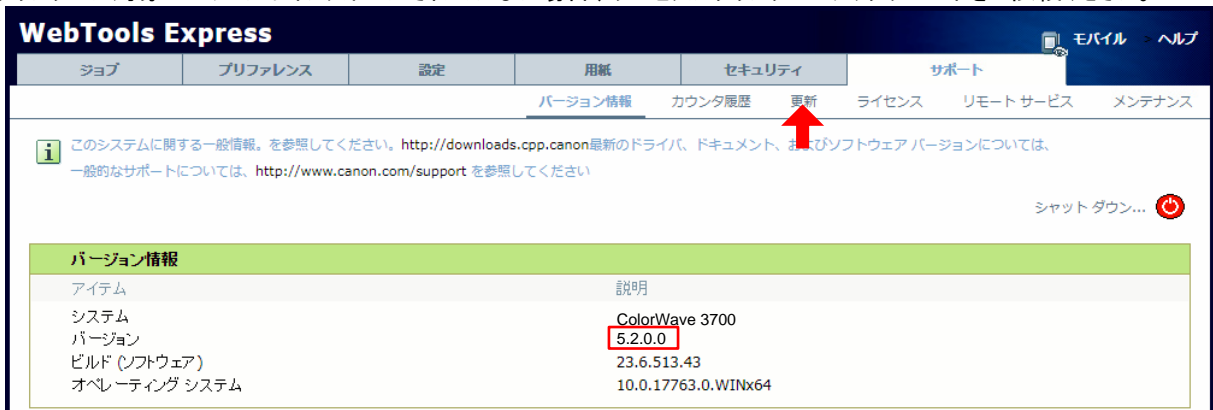 WebTools Express
モバイル
ヘルプ
ジョブ プリファレンス 設定 用紙 セキュリティ サポート
バージョン情報 カウンタ履歴 更新 ライセンス リモート サービス メンテナンス
このシステムに関する一般情報。を参照してください。http://downloads.cpp.canon最新のドライバ、ドキュメント、およびソフトウェア バージョンについては、
一般的なサポートについては、http://www.canon.com/support を参照してください
シャット ダウン...
バージョン情報
アイテム 説明
システム ColorWave 3700
バージョン 5.2.0.0
ビルド (ソフトウェア) 23.6.513.43
オペレーティング システム 10.0.17763.0.WINx64